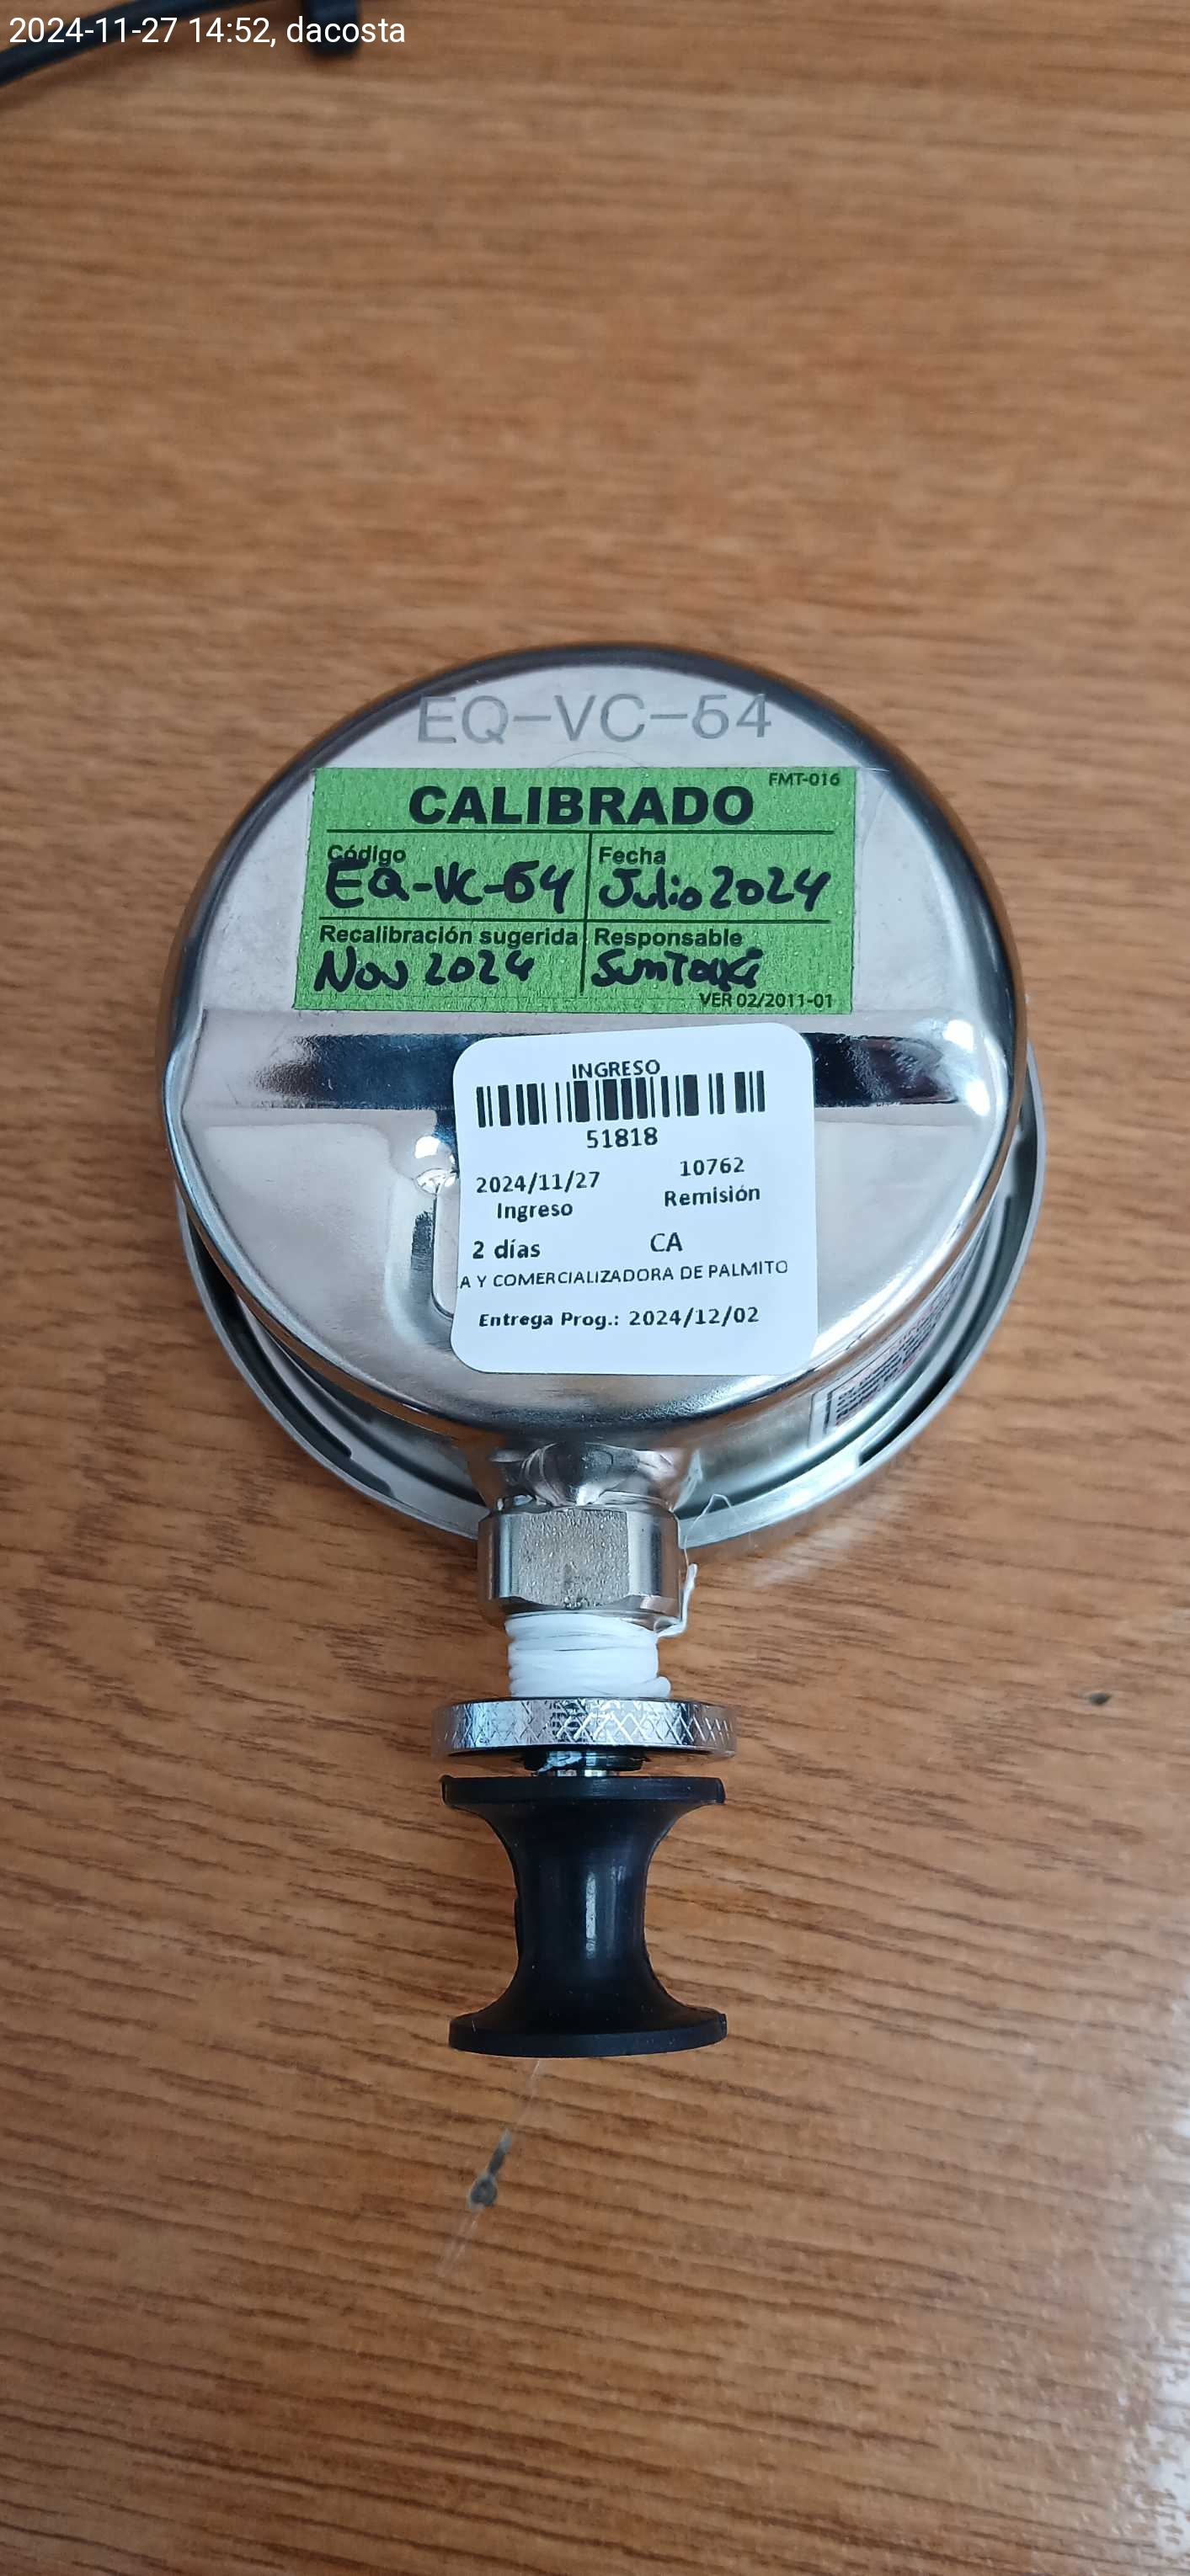 2024-11-27 14:52, dacosta
EQ-VC-54
FMT-016
CALIBRADO
Código
EQ-VC-54
Fecha
Julio 2024
Recalibración sugerida
Nov 2024
Responsable
VER 02/2011-01
INGRESO
51818
2024/11/27
Ingreso
10762
Remisión
2 días
CA
A Y COMERCIALIZADORA DE PALMITO
Entrega Prog.: 2024/12/02